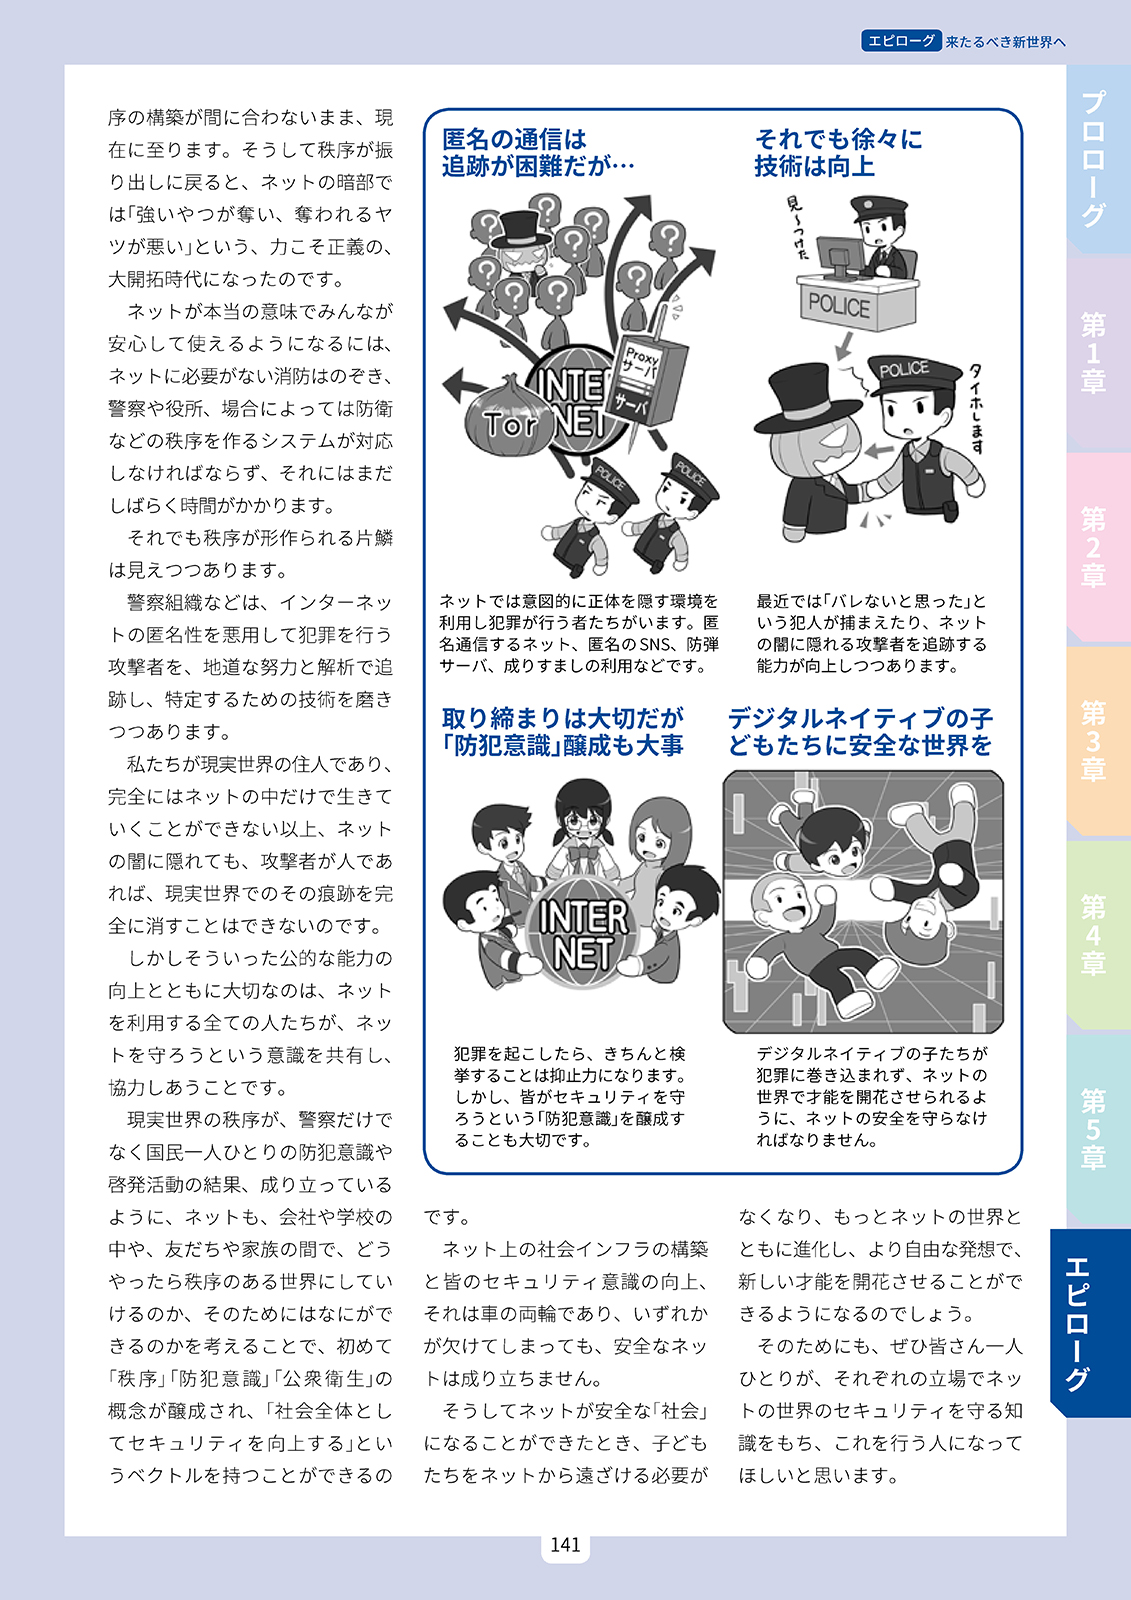 エピローグ 来たるべき新世界へ
序の構築が間に合わないまま、現
在に至ります。そうして秩序が振
り出しに戻ると、ネットの暗部で
は「強いやつが奪い、奪われるヤ
ツが悪い」という、力こそ正義の、
大開拓時代になったのです。
　ネットが本当の意味でみんなが
安心して使えるようになるには、
ネットに必要がない消防はのぞき、
警察や役所、場合によっては防衛
などの秩序を作るシステムが対応
しなければならず、それにはまだ
しばらく時間がかかります。
　それでも秩序が形作られる片鱗
は見えつつあります。
　警察組織などは、インターネッ
トの匿名性を悪用して犯罪を行う
攻撃者を、地道な努力と解析で追
跡し、特定するための技術を磨き
つつあります。
　私たちが現実世界の住人であり、
完全にはネットの中だけで生きて
いくことができない以上、ネット
の闇に隠れても、攻撃者が人であ
れば、現実世界でのその痕跡を完
全に消すことはできないのです。
　しかしそういった公的な能力の
向上とともに大切なのは、ネット
を利用する全ての人たちが、ネッ
トを守ろうという意識を共有し、
協力しあうことです。
　現実世界の秩序が、警察だけで
なく国民一人ひとりの防犯意識や
啓発活動の結果、成り立っている
ように、ネットも、会社や学校の
中や、友だちや家族の間で、どう
やったら秩序のある世界にしてい
けるのか、そのためにはなにがで
きるのかを考えることで、初めて
「秩序」「防犯意識」「公衆衛生」の
概念が醸成され、「社会全体とし
てセキュリティを向上する」とい
うベクトルを持つことができるの
匿名の通信は
追跡が困難だが…
?
?
?
?
?
?
?
?
?
INTE
NET
Tor
Proxy
サーバ
サーバ
POLICE
POLICE
ネットでは意図的に正体を隠す環境を
利用し犯罪が行う者たちがいます。匿
名通信するネット、匿名のSNS、防弾
サーバ、成りすましの利用などです。
それでも徐々に
技術は向上
見〜つけた
POLICE
POLICE
タイホします
最近では「バレないと思った」と
いう犯人が捕まえたり、ネット
の闇に隠れる攻撃者を追跡する
能力が向上しつつあります。
取り締まりは大切だが
「防犯意識」醸成も大事
INTER
NET
犯罪を起こしたら、きちんと検
挙することは抑止力になります。
しかし、皆がセキュリティを守
ろうという「防犯意識」を醸成す
ることも大切です。
デジタルネイティブの子
どもたちに安全な世界を
デジタルネイティブの子たちが
犯罪に巻き込まれず、ネットの
世界で才能を開花させられるよ
うに、ネットの安全を守らなけ
ればなりません。
です。
　ネット上の社会インフラの構築
と皆のセキュリティ意識の向上、
それは車の両輪であり、いずれか
が欠けてしまっても、安全なネッ
トは成り立ちません。
　そうしてネットが安全な「社会」
になることができたとき、子ども
たちをネットから遠ざける必要が
なくなり、もっとネットの世界と
ともに進化し、より自由な発想で、
新しい才能を開花させることがで
きるようになるのでしょう。
　そのためにも、ぜひ皆さん一人
ひとりが、それぞれの立場でネッ
トの世界のセキュリティを守る知
識をもち、これを行う人になって
ほしいと思います。
プロローグ
第1章
第2章
第3章
第4章
第5章
エピローグ
141